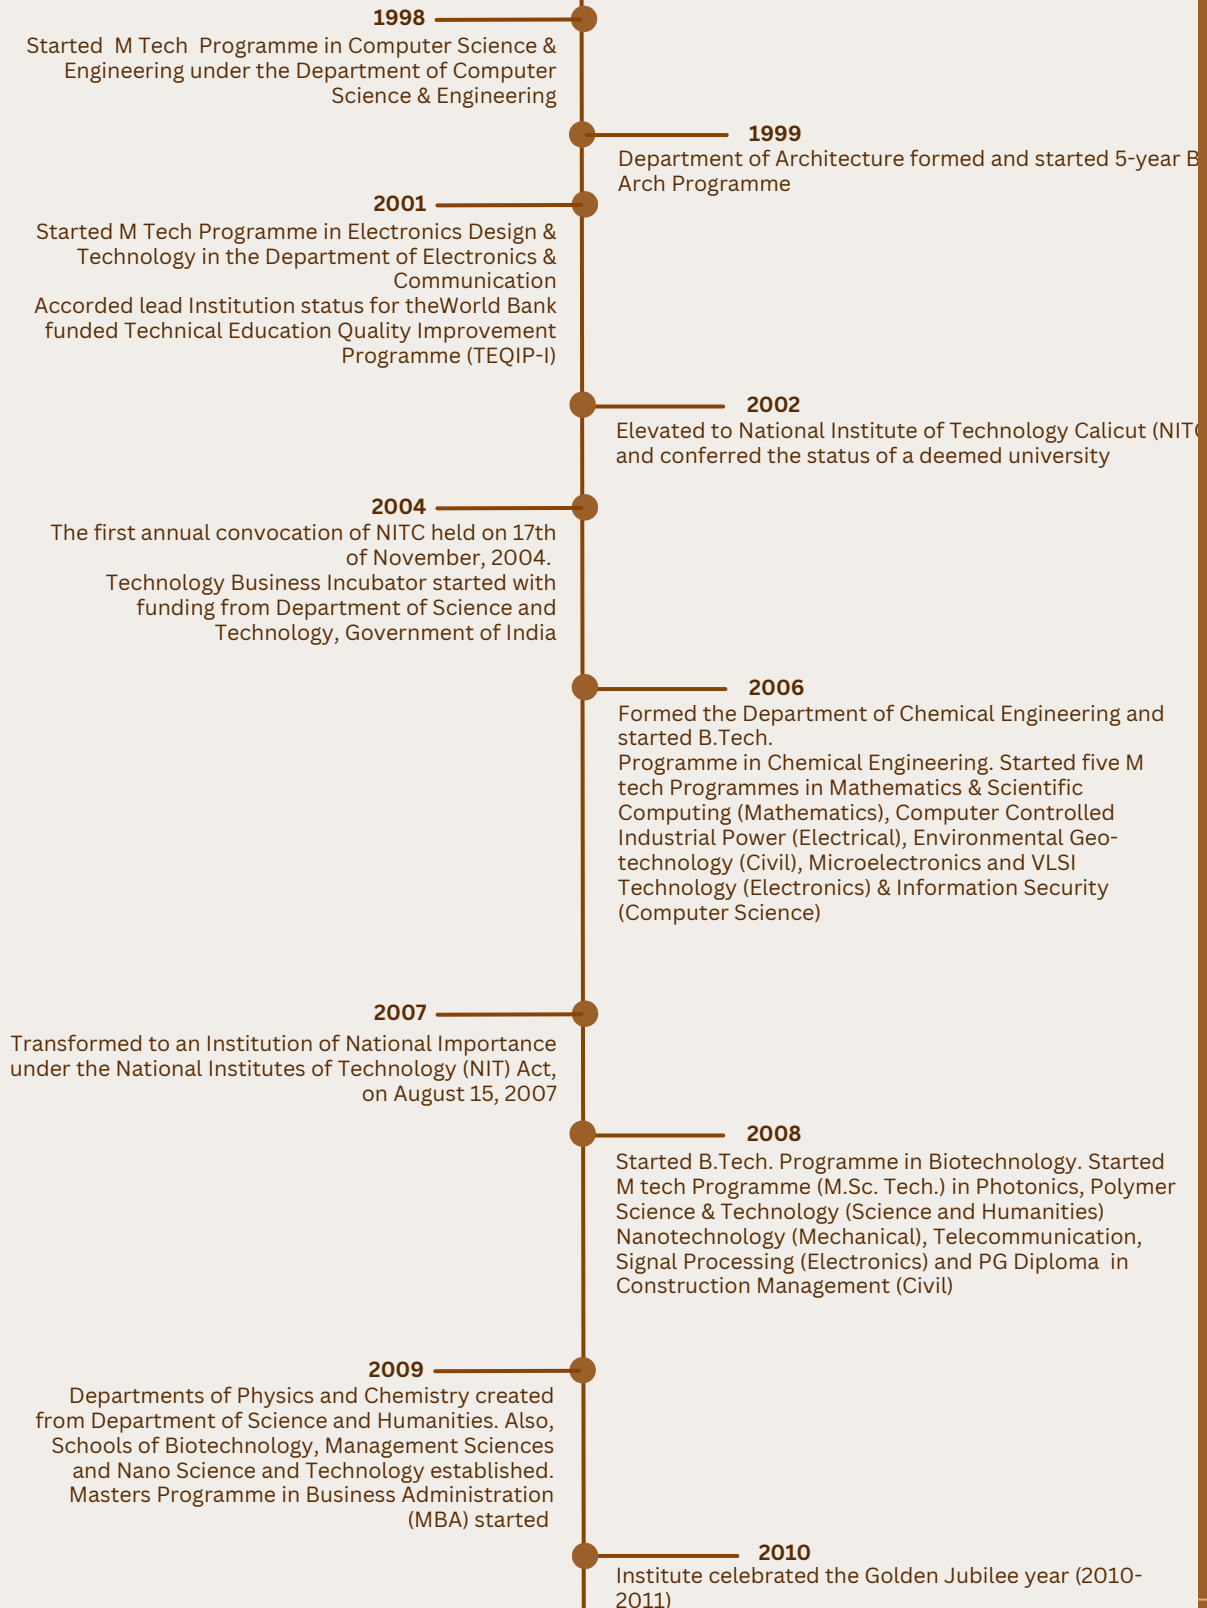 1998
Started M Tech Programme in Computer Science &
Engineering under the Department of Computer
Science & Engineering
1999
Department of Architecture formed and started 5-year B
Arch Programme
2001
Started M Tech Programme in Electronics Design &
Technology in the Department of Electronics &
Communication
Accorded lead Institution status for theWorld Bank
funded Technical Education Quality Improvement
Programme (TEQIP-I)
2002
Elevated to National Institute of Technology Calicut (NITC
and conferred the status of a deemed university
2004
The first annual convocation of NITC held on 17th
of November, 2004.
Technology Business Incubator started with
funding from Department of Science and
Technology, Government of India
2006
Formed the Department of Chemical Engineering and
started B.Tech.
Programme in Chemical Engineering. Started five M
tech Programmes in Mathematics & Scientific
Computing (Mathematics), Computer Controlled
Industrial Power (Electrical), Environmental Geo-
technology (Civil), Microelectronics and VLSI
Technology (Electronics) & Information Security
(Computer Science)
2007
Transformed to an Institution of National Importance
under the National Institutes of Technology (NIT) Act,
on August 15, 2007
2008
Started B.Tech. Programme in Biotechnology. Started
M tech Programme (M.Sc. Tech.) in Photonics, Polymer
Science & Technology (Science and Humanities)
Nanotechnology (Mechanical), Telecommunication,
Signal Processing (Electronics) and PG Diploma in
Construction Management (Civil)
2009
Departments of Physics and Chemistry created
from Department of Science and Humanities. Also,
Schools of Biotechnology, Management Sciences
and Nano Science and Technology established.
Masters Programme in Business Administration
(MBA) started
2010
Institute celebrated the Golden Jubilee year (2010-
2011)